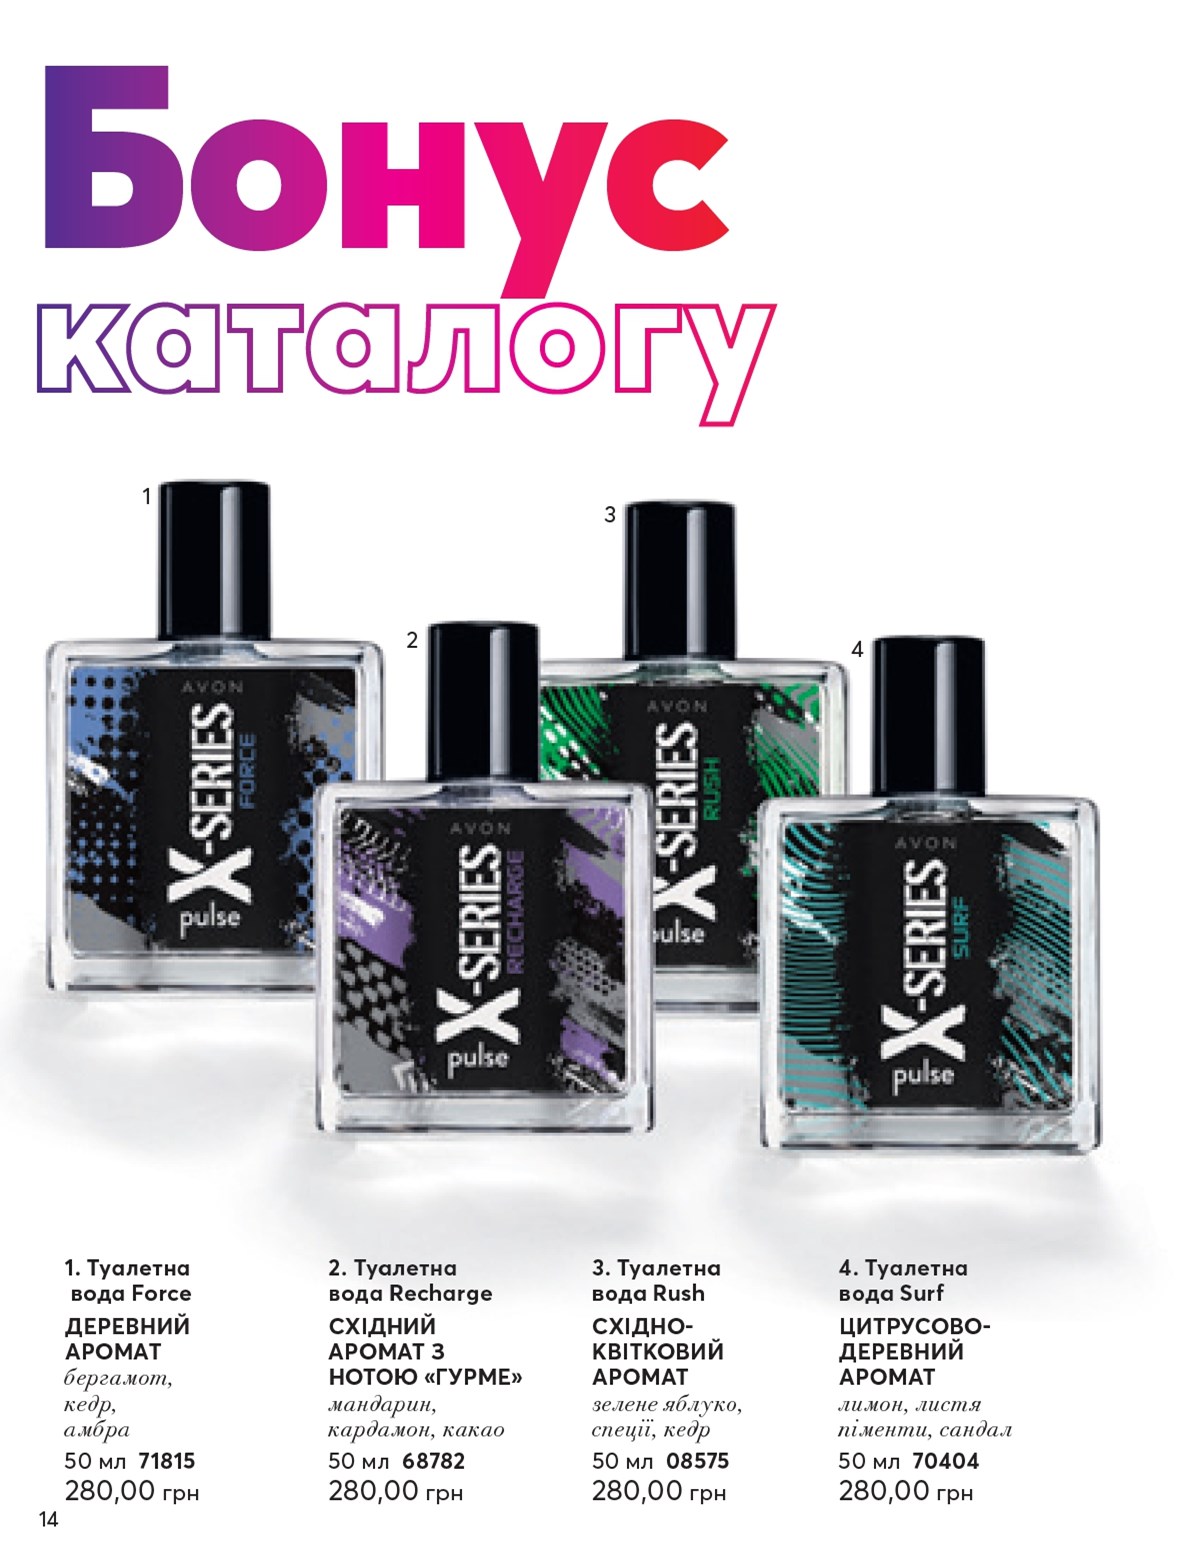 Бонус
каталогу
1
AVON
X-SERIES
FORCE
pulse
2
AVON
X-SERIES
RECHARGE
pulse
3
AVON
X-SERIES
RUSH
pulse
4
AVON
X-SERIES
SURF
pulse
1. Туалетна
вода Force
ДЕРЕВНИЙ
АРОМАТ
бергамот,
кедр,
амбра
50 мл 71815
280,00 грн
2. Туалетна
вода Recharge
СХІДНИЙ
АРОМАТ З
НОТОЮ «ГУРМЕ»
мандарин,
кардамон, какао
50 мл 68782
280,00 грн
3. Туалетна
вода Rush
СХІДНО-
КВІТКОВИЙ
АРОМАТ
зелене яблуко,
спеції, кедр
50 мл 08575
280,00 грн
4. Туалетна
вода Surf
ЦИТРУСОВО-
ДЕРЕВНИЙ
АРОМАТ
лимон, листя
піменти, сандал
50 мл 70404
280,00 грн
14